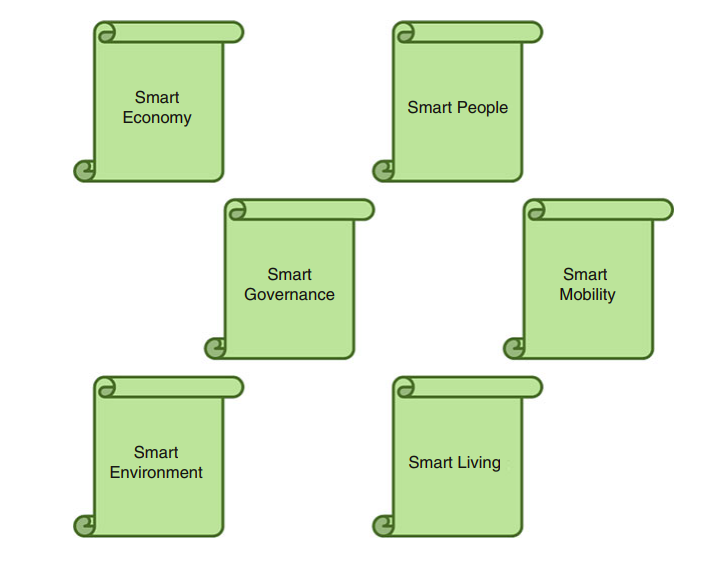 Smart
Economy
Smart People
Smart
Governance
Smart
Mobility
Smart
Environment
Smart Living